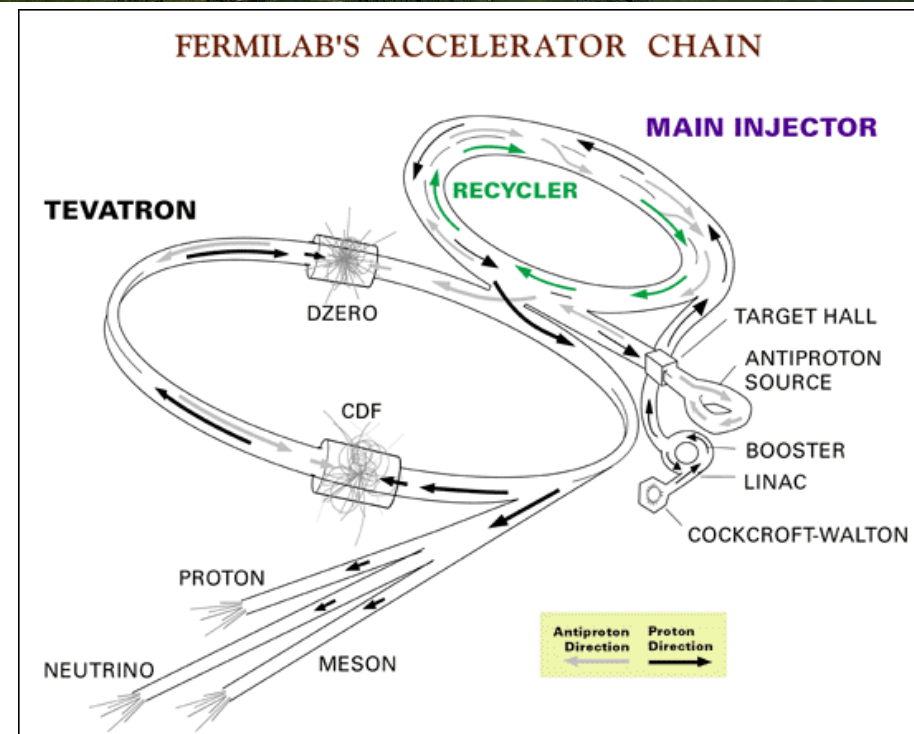 FERMILAB'S ACCELERATOR CHAIN
MAIN INJECTOR
RECYCLER
TEVATRON
DZERO
TARGET HALL
ANTIPROTON
SOURCE
CDF
BOOSTER
LINAC
COCKCROFT-WALTON
PROTON
NEUTRINO
MESON
Antiproton Proton
Direction Direction